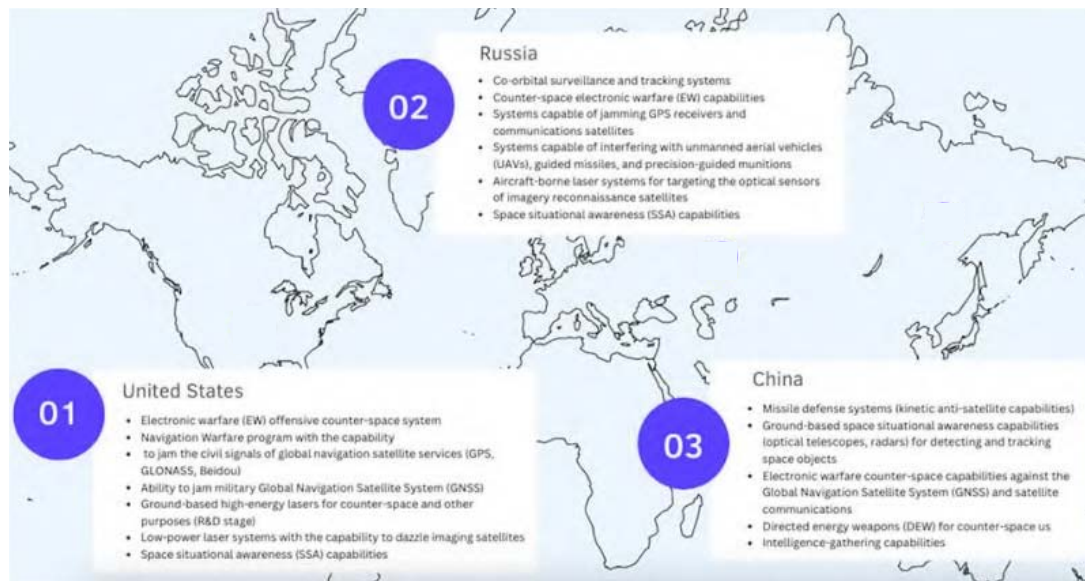 02
Russia
• Co-orbital surveillance and tracking systems
• Counter-space electronic warfare (EW) capabilities
• Systems capable of jamming GPS receivers and
communications satellites
• Systems capable of interfering with unmanned aerial vehicles
(UAVs), guided missiles, and precision-guided munitions
• Aircraft-borne laser systems for targeting the optical sensors
of imagery reconnaissance satellites
• Space situational awareness (SSA) capabilities
01
United States
• Electronic warfare (EW) offensive counter-space system
• Navigation Warfare program with the capability
• to jam the civil signals of global navigation satellite services (GPS,
GLONASS, Beidou)
• Ability to jam military Global Navigation Satellite System (GNSS)
• Ground-based high-energy lasers for counter-space and other
purposes (R&D stage)
• Low-power laser systems with the capability to dazzle imaging satellites
• Space situational awareness (SSA) capabilities
03
China
• Missile defense systems (kinetic anti-satellite capabilities)
• Ground-based space situational awareness capabilities
(optical telescopes, radars) for detecting and tracking
space objects
• Electronic warfare counter-space capabilities against the
Global Navigation Satellite System (GNSS) and satellite
communications
• Directed energy weapons (DEW) for counter-space us
• Intelligence-gathering capabilities